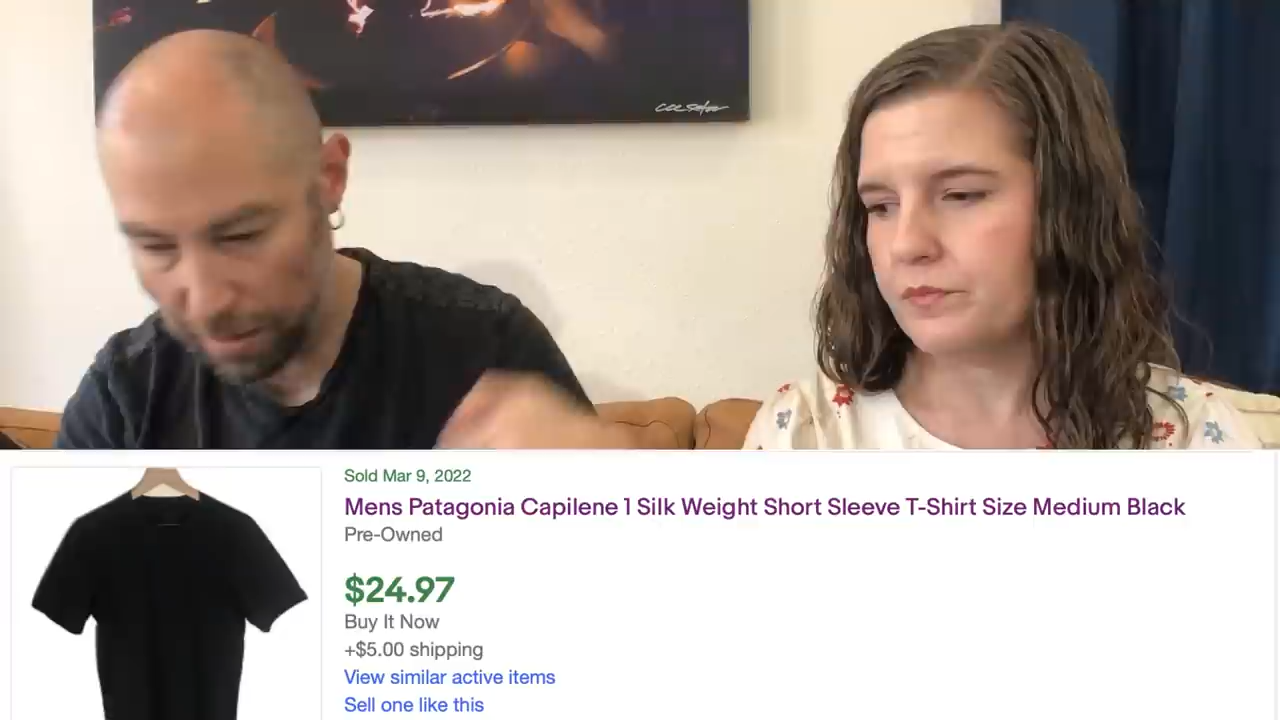 Sold Mar 9, 2022
Mens Patagonia Capilene 1 Silk Weight Short Sleeve T-Shirt Size Medium Black
Pre-Owned
$24.97
Buy It Now
+$5.00 shipping
View similar active items
Sell one like this